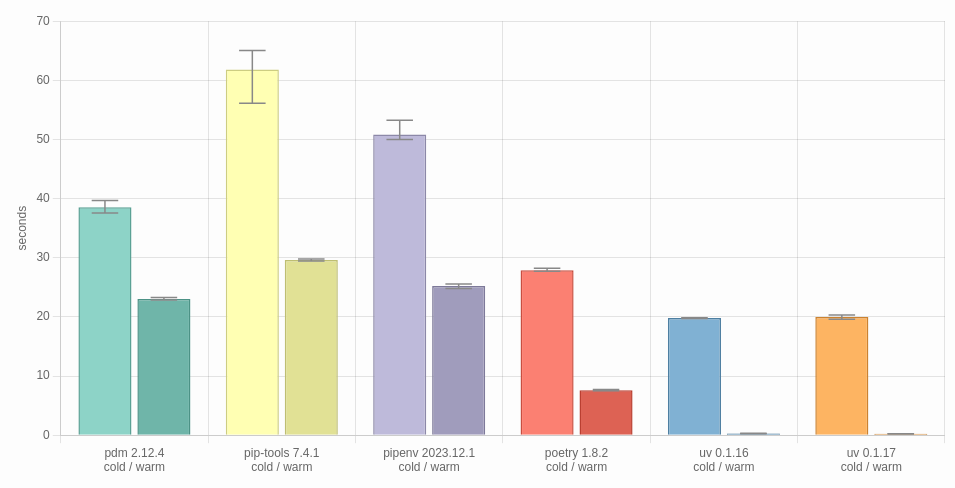 70
60
50
40
30
20
10
0
seconds
pdm 2.12.4
cold / warm
pip-tools 7.4.1
cold / warm
pipenv 2023.12.1
cold / warm
poetry 1.8.2
cold / warm
uv 0.1.16
cold / warm
uv 0.1.17
cold / warm